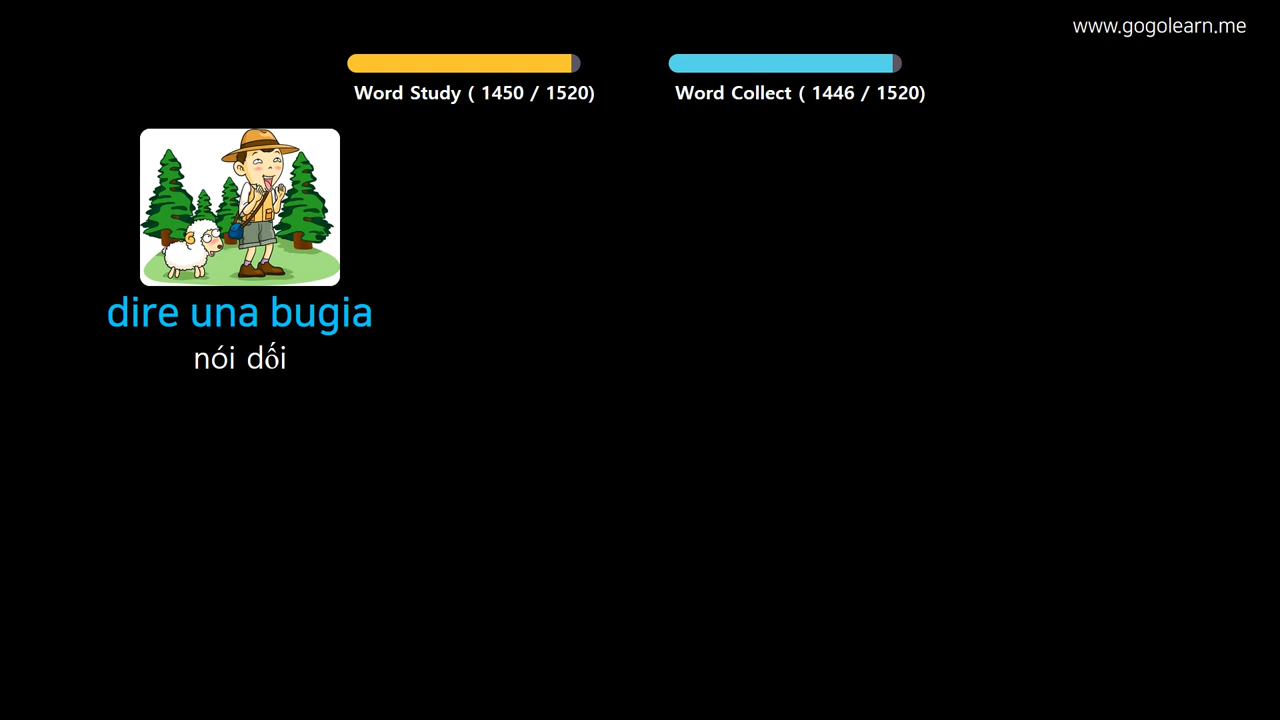 www.gogolearn.me
Word Study ( 1450 / 1520)
Word Collect ( 1446 / 1520)
dire una bugia
nói dối